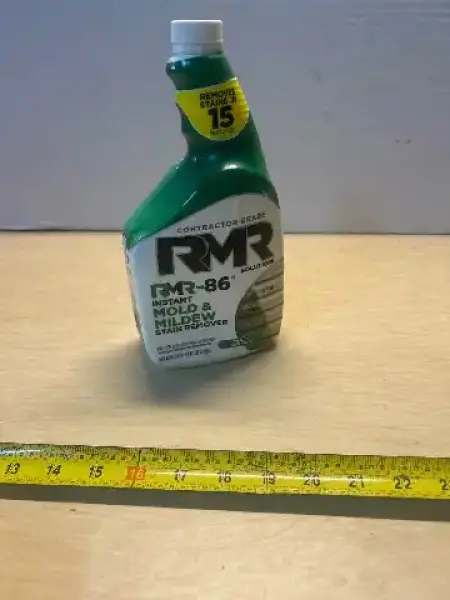 REMOVES
STAINS IN
15
CONTRACTOR GRADE
RMR
SOLUTIONS
RMR-86
INSTANT
MOLD &
MILDEW
STAIN REMOVER
13 14 15 16 17 18 19 20 21 22